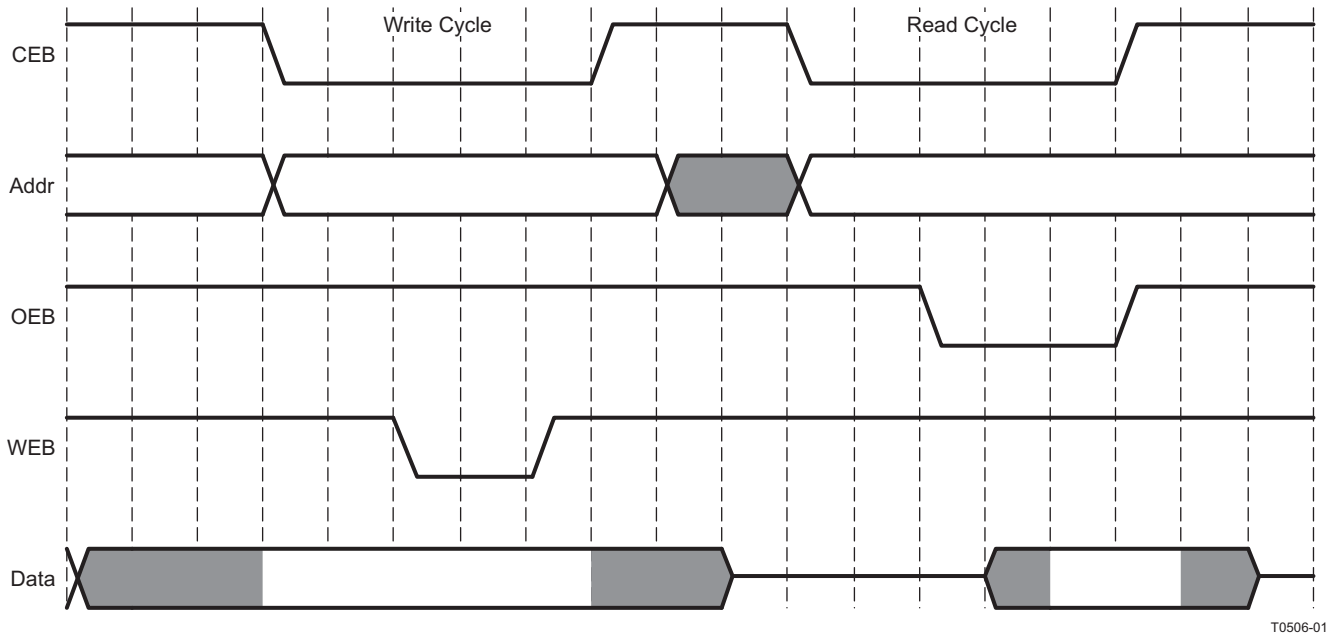 Write Cycle
Read Cycle
CEB
Addr
OEB
WEB
Data
T0506-01